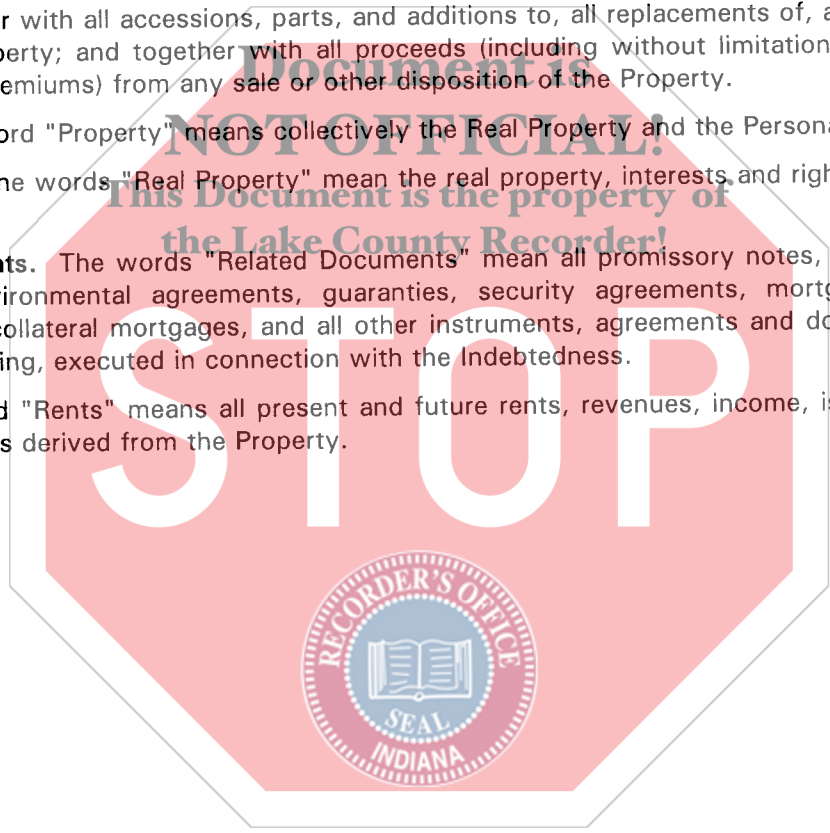 r with all accessions, parts, and additions to, all replacements of, a
perty; and together with all proceeds (including without limitation
emiums) from any sale or other disposition of the Property.
Document is
ord "Property" means collectively the Real Property and the Persona
NOT OFFICIAL!
he words "Real Property" mean the real property, interests and righ
This Document is the property of
the Lake County Recorder!
nts. The words "Related Documents" mean all promissory notes,
vironmental agreements, guaranties, security agreements, mortg
collateral mortgages, and all other instruments, agreements and do
ing, executed in connection with the Indebtedness.
d "Rents" means all present and future rents, revenues, income, is
s derived from the Property.
STOP
RECORDER'S OFFICE
SEAL
INDIANA